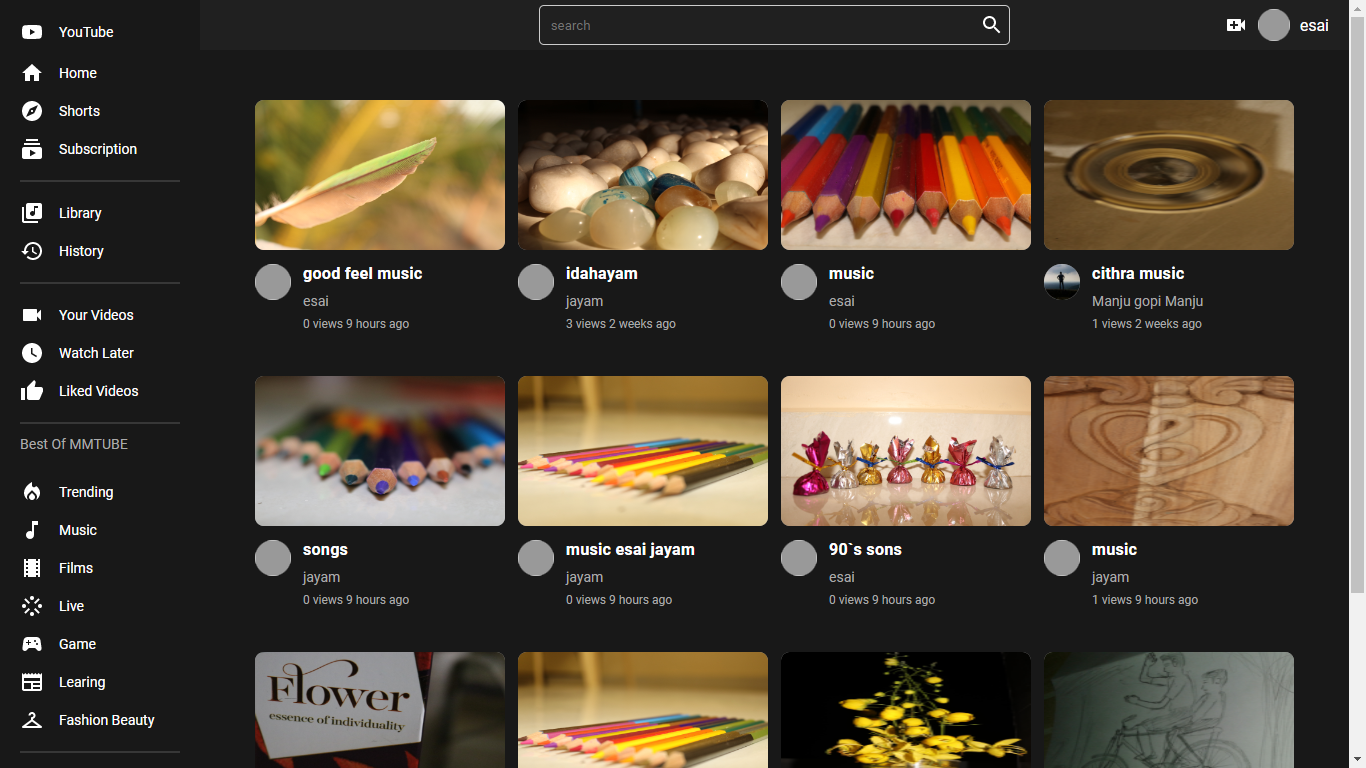 YouTube
Home
Shorts
Subscription
Library
History
Your Videos
Watch Later
Liked Videos
Best Of MMTUBE
Trending
Music
Films
Live
Game
Learing
Fashion Beauty
search
esai
good feel music
esai
0 views 9 hours ago
idahayam
jayam
3 views 2 weeks ago
music
esai
0 views 9 hours ago
cithra music
Manju gopi Manju
1 views 2 weeks ago
songs
jayam
0 views 9 hours ago
music esai jayam
jayam
0 views 9 hours ago
90`s sons
esai
0 views 9 hours ago
music
jayam
1 views 9 hours ago
Flower
essence of individuality